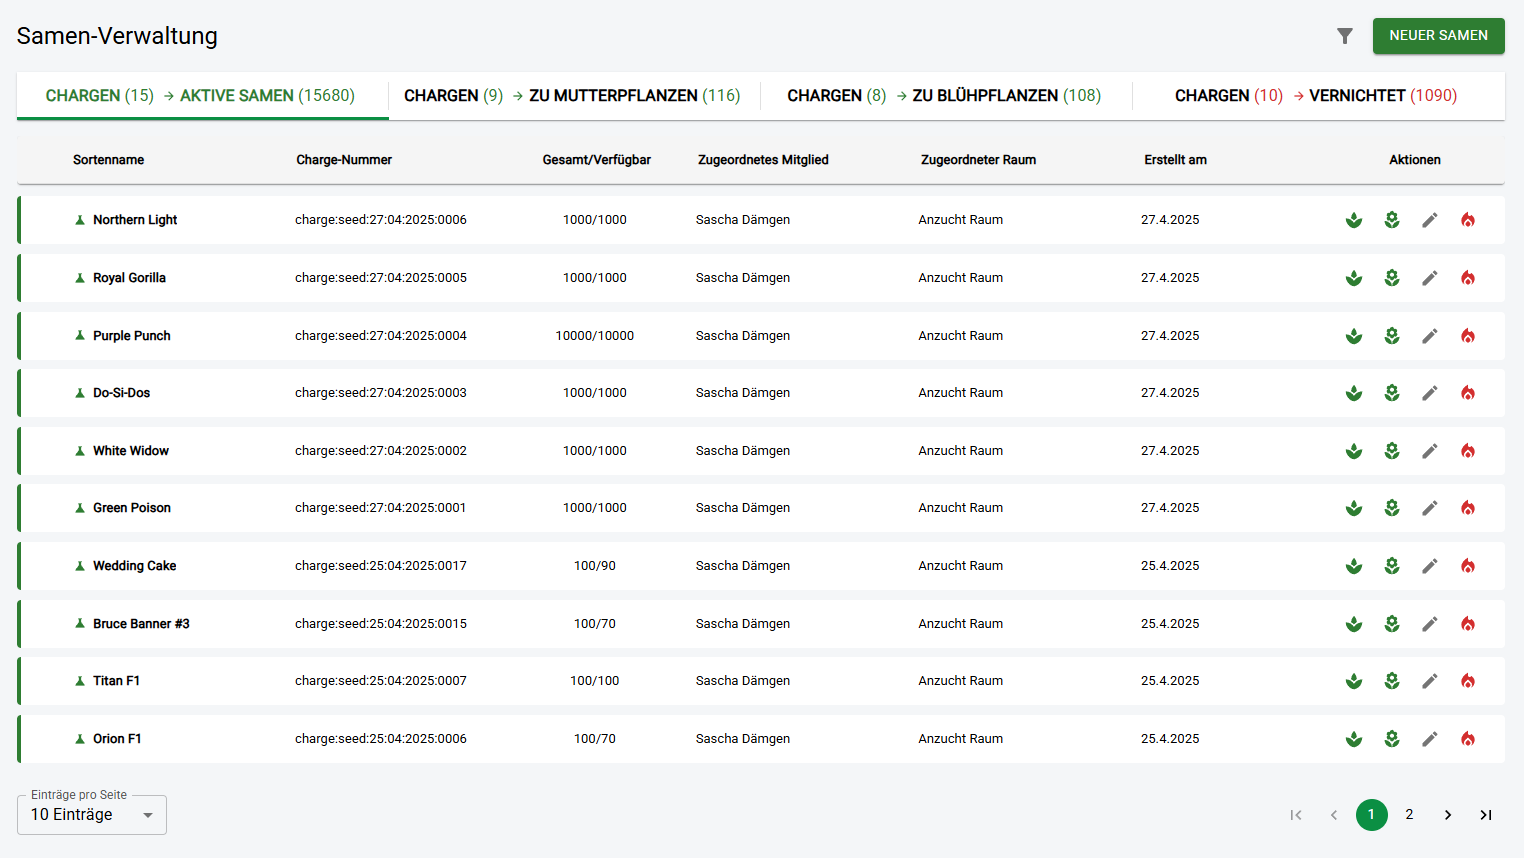 Samen-Verwaltung
NEUER SAMEN
CHARGEN (15) → AKTIVE SAMEN (15680) CHARGEN (9) → ZU MUTTERPFLANZEN (116) CHARGEN (8) → ZU BLÜHPFLANZEN (108) CHARGEN (10) → VERNICHTET (1090)
Sortenname Charge-Nummer Gesamt/Verfügbar Zugeordnetes Mitglied Zugeordneter Raum Erstellt am Aktionen
Northern Light charge:seed:27:04:2025:0006 1000/1000 Sascha Dämgen Anzucht Raum 27.4.2025
Royal Gorilla charge:seed:27:04:2025:0005 1000/1000 Sascha Dämgen Anzucht Raum 27.4.2025
Purple Punch charge:seed:27:04:2025:0004 10000/10000 Sascha Dämgen Anzucht Raum 27.4.2025
Do-Si-Dos charge:seed:27:04:2025:0003 1000/1000 Sascha Dämgen Anzucht Raum 27.4.2025
White Widow charge:seed:27:04:2025:0002 1000/1000 Sascha Dämgen Anzucht Raum 27.4.2025
Green Poison charge:seed:27:04:2025:0001 1000/1000 Sascha Dämgen Anzucht Raum 27.4.2025
Wedding Cake charge:seed:25:04:2025:0017 100/90 Sascha Dämgen Anzucht Raum 25.4.2025
Bruce Banner #3 charge:seed:25:04:2025:0015 100/70 Sascha Dämgen Anzucht Raum 25.4.2025
Titan F1 charge:seed:25:04:2025:0007 100/100 Sascha Dämgen Anzucht Raum 25.4.2025
Orion F1 charge:seed:25:04:2025:0006 100/70 Sascha Dämgen Anzucht Raum 25.4.2025
Einträge pro Seite
10 Einträge
1 2